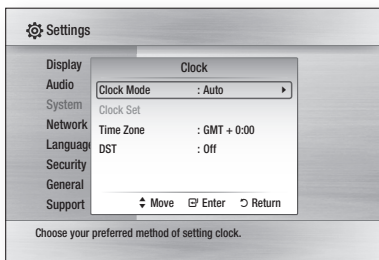 Settings
Display
Audio
System
Network
Languag
Security
General
Support
Clock
Clock Mode : Auto
Clock Set
Time Zone : GMT + 0:00
DST : Off
Move Enter Return
Choose your preferred method of setting clock.